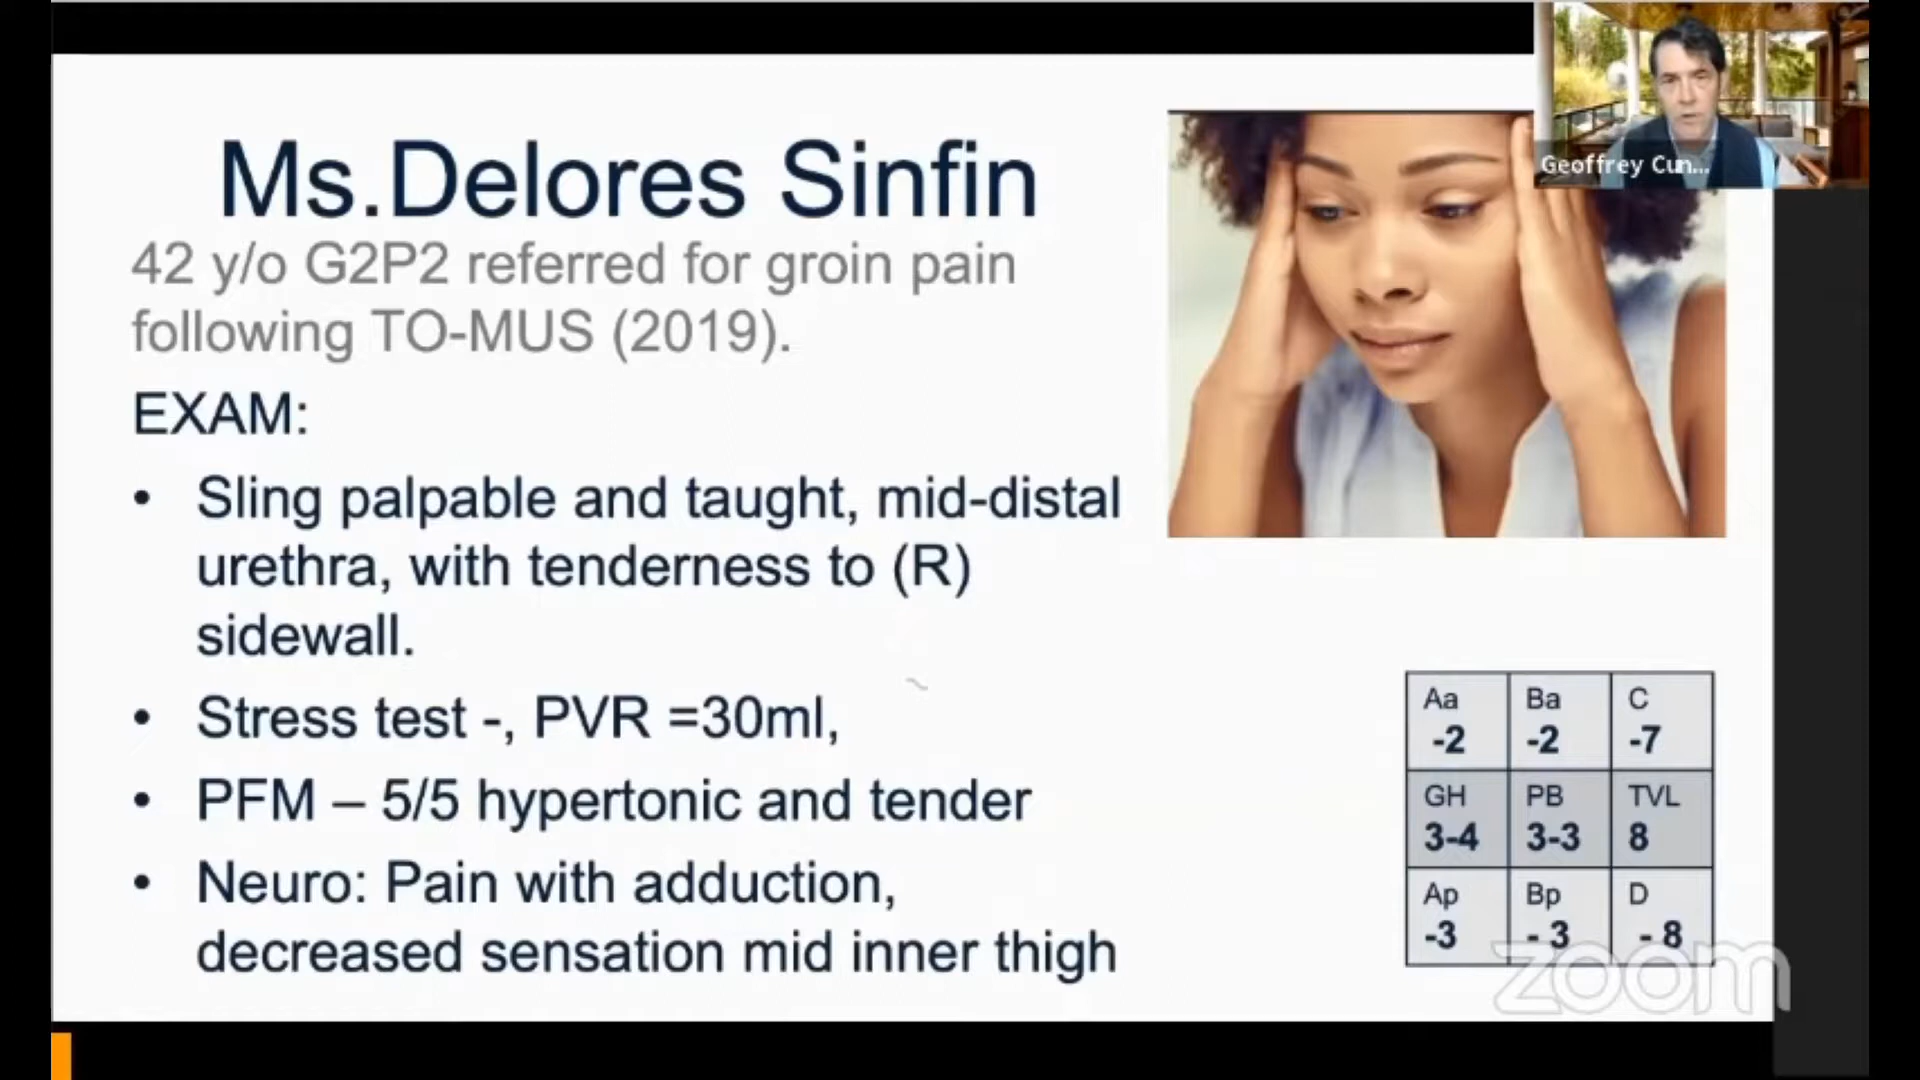 Ms.Delores Sinfin
42 y/o G2P2 referred for groin pain
following TO-MUS (2019).
EXAM:
• Sling palpable and taught, mid-distal
urethra, with tenderness to (R)
sidewall.
• Stress test -, PVR =30ml,
• PFM – 5/5 hypertonic and tender
• Neuro: Pain with adduction,
decreased sensation mid inner thigh
Geoffrey Cun...
Aa Ba C
-2 -2 -7
GH PB TVL
3-4 3-3 8
Ap Bp D
-3 - 3 - 8
zoom